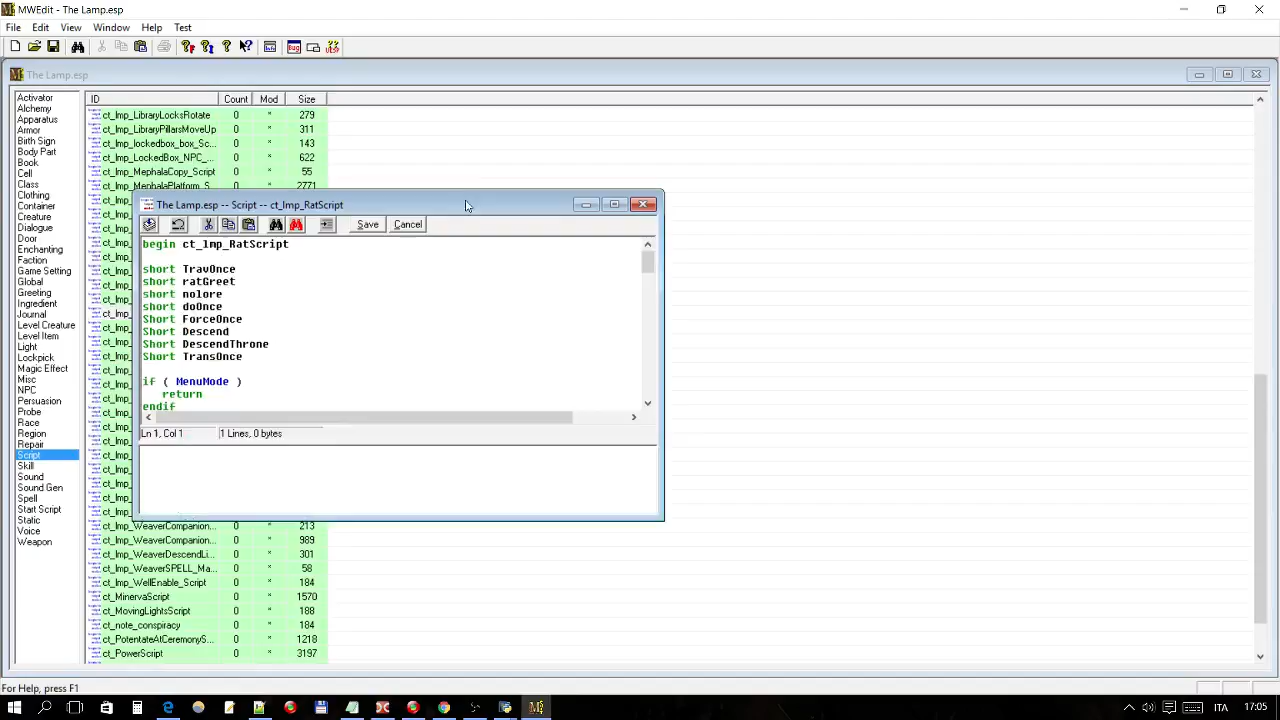 MWEdit - The Lamp.esp
File Edit View Window Help Test
The Lamp.esp
ID Count Mod Size
Activator
Alchemy
Apparatus
Armor
Birth Sign
Body Part
Book
Cell
Class
Clothing
Container
Creature
Dialogue
Door
Enchanting
Faction
Game Setting
Global
Greeting
Ingredient
Journal
Level Creature
Level Item
Light
Lockpick
Magic Effect
Misc
NPC
Persuasion
Probe
Race
Region
Repair
Script
Skill
Sound
Sound Gen
Spell
Start Script
Static
Voice
Weapon
ct_lmp_LibraryLocksRotate 0 * 279
ct_lmp_LibraryPillarsMoveUp 0 * 311
ct_lmp_lockedbox_box_Sc... 0 * 143
ct_lmp_LockedBox_NPC_... 0 * 622
ct_lmp_MephalaCopy_Script 0 * 55
ct_lmp_MephalaPlatform_S... 0 * 2771
The Lamp.esp -- Script -- ct_lmp_RatScript
Save Cancel
begin ct_lmp_RatScript
short TravOnce
short ratGreet
short nolore
short doOnce
Short ForceOnce
Short Descend
Short DescendThrone
Short TransOnce
if ( MenuMode )
return
endif
Ln 1, Col 1 1 Lines, 0 bytes
ct_lmp_WeaverCompanion... 0 * 213
ct_lmp_WeaverCompanion... 0 * 989
ct_lmp_WeaverDescendLi... 0 * 301
ct_lmp_WeaverSPELL_Ma... 0 * 58
ct_lmp_WellEnable_Script 0 * 184
ct_MinervaScript 0 * 1570
ct_MovingLightsScript 0 * 188
ct_note_conspiracy 0 * 184
ct_PotentateAtCeremonyS... 0 * 1218
ct_PowerScript 0 * 3197
For Help, press F1
ITA 17:05